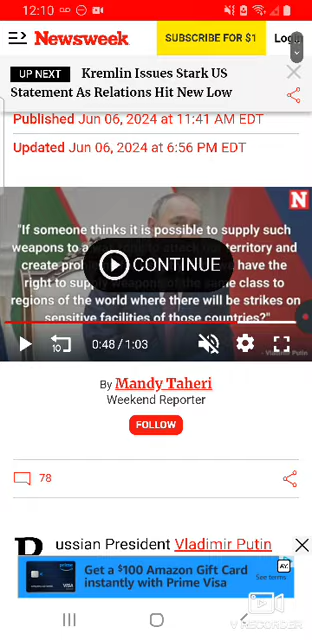 12:10
Newsweek
SUBSCRIBE FOR $1
UP NEXT Kremlin Issues Stark US
Statement As Relations Hit New Low
Published Jun 06, 2024 at 11:41 AM EDT
Updated Jun 06, 2024 at 6:56 PM EDT
N
"If someone thinks it is possible to supply such
weapons to a territory and
create have the
right to supply weapons of the same class to
CONTINUE
regions of the world where there will be strikes on
sensitive facilities of those countries?"
- Vladimir Putin
10
0:48 / 1:03
By Mandy Taheri
Weekend Reporter
FOLLOW
78
Russian President Vladimir Putin
Get a $100 Amazon Gift Card
instantly with Prime Visa
See terms
V RECORDER